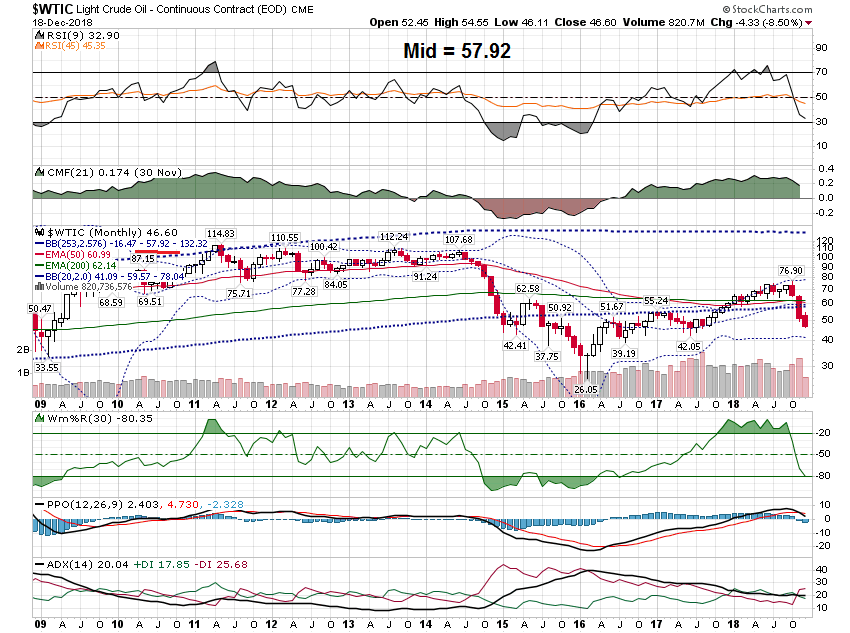 $WTIC Light Crude Oil - Continuous Contract (EOD) CME
© StockCharts.com
18-Dec-2018
Open 52.45 High 54.55 Low 46.11 Close 46.60 Volume 820.7M Chg -4.33 (-8.50%)
RSI(9) 32.90
RSI(45) 45.35
Mid = 57.92
90
70
50
30
10
CMF(21) 0.174 (30 Nov)
0.4
0.2
0.0
-0.2
$WTIC (Monthly) 46.60
BB(253,2.576) -16.47 - 57.92 - 132.32
EMA(50) 60.99
EMA(200) 62.14
BB(20,2.0) 41.09 - 59.57 - 78.04
Volume 820,736,576
87.15
114.83
110.55
100.42
112.24
107.68
76.90
50.47
68.59
69.51
75.71
77.28
84.05
91.24
62.58
50.92
51.67
55.24
33.55
42.41
37.75
26.05
39.19
42.05
120
110
100
90
80
70
60
50
40
30
2B
1B
09 A J O 10 A J O 11 A J O 12 A J O 13 A J O 14 A J O 15 A J O 16 A J O 17 A J O 18 A J O
Wm%R(30) -80.35
-20
-50
-80
PPO(12,26,9) 2.403, 4.730, -2.328
10
0
-10
-20
ADX(14) 20.04 +DI 17.85 -DI 25.68
40
30
20
10
09 A J O 10 A J O 11 A J O 12 A J O 13 A J O 14 A J O 15 A J O 16 A J O 17 A J O 18 A J O